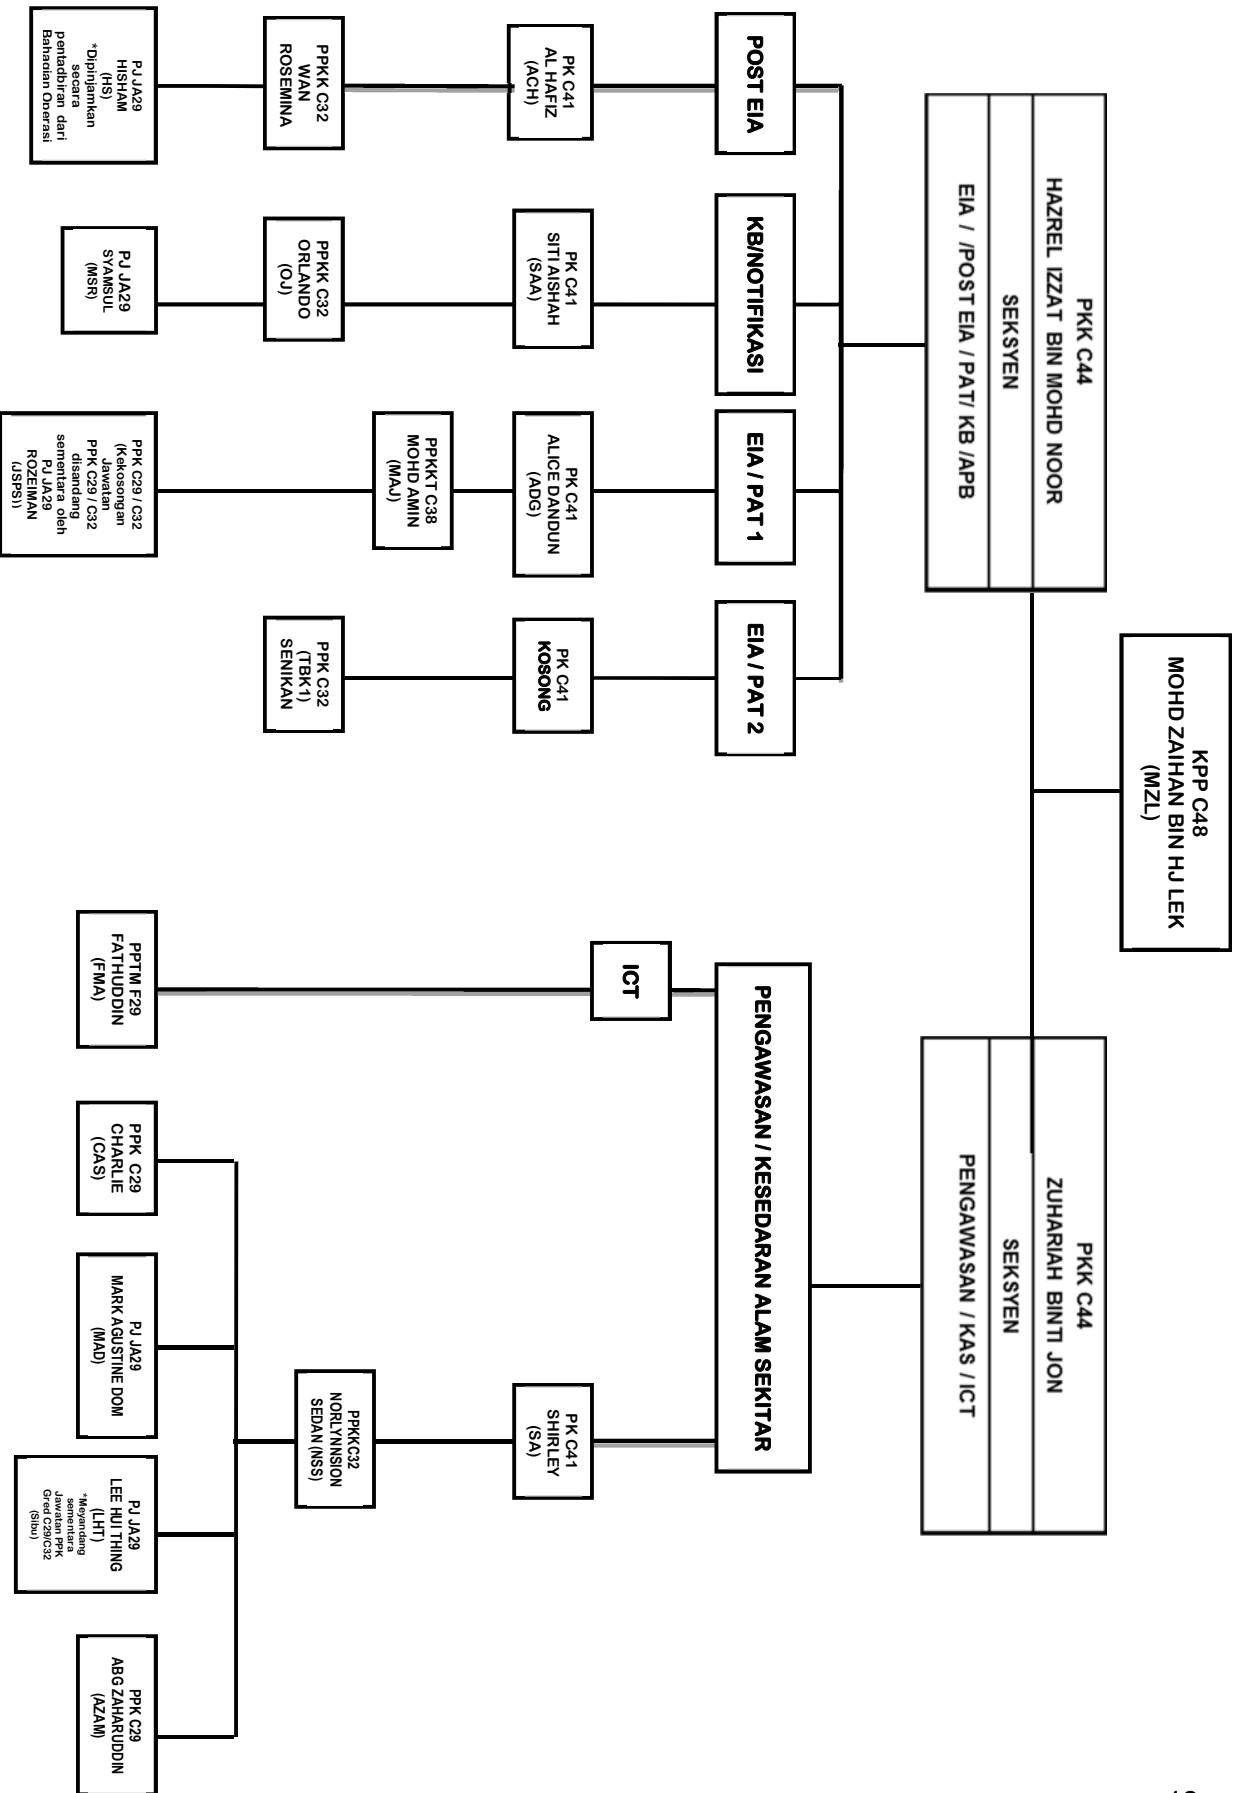 KPP C48
MOHD ZAIHAN BIN HJ LEK
(MZL)
PKK C44
HAZREL IZZAT BIN MOHD NOOR
SEKSYEN
EIA / /POST EIA / PAT/ KB /APB
PKK C44
ZUHARIAH BINTI JON
SEKSYEN
PENGAWASAN / KAS / ICT
POST EIA
KB/NOTIFIKASI
EIA / PAT 1
EIA / PAT 2
PENGAWASAN / KESEDARAN ALAM SEKITAR
ICT
PK C41
AL HAFIZ
(ACH)
PK C41
SITI AISHAH
(SAA)
PK C41
ALICE DANDUN
(ADG)
PK C41
KOSONG
PK C41
SHIRLEY
(SA)
PPKK C32
WAN
ROSEMINA
PPKK C32
ORLANDO
(OJ)
PPKKT C38
MOHD AMIN
(MAJ)
PPK C32
(TBK1)
SENIKAN
PPKKC32
NORLYNNSION
SEDAN (NSS)
PJ JA29
HISHAM
(HS)
*Dipinjamkan
secara
pentadbiran dari
Bahagian Operasi
PJ JA29
SYAMSUL
(MSR)
PPK C29 / C32
(Kekosongan
Jawatan
PPK C29 / C32
disandang
sementara oleh
PJ JA29
ROZEIMAN
(JSPS))
PPTM F29
FATHUDDIN
(FMA)
PPK C29
CHARLIE
(CAS)
PJ JA29
MARK AGUSTINE DOM
(MAD)
PJ JA29
LEE HUI THING
(LHT)
*Meyandang
sementara
Jawatan PPK
Gred C29/C32
(Sibu)
PPK C29
ABG ZAHARUDDIN
(AZAM)